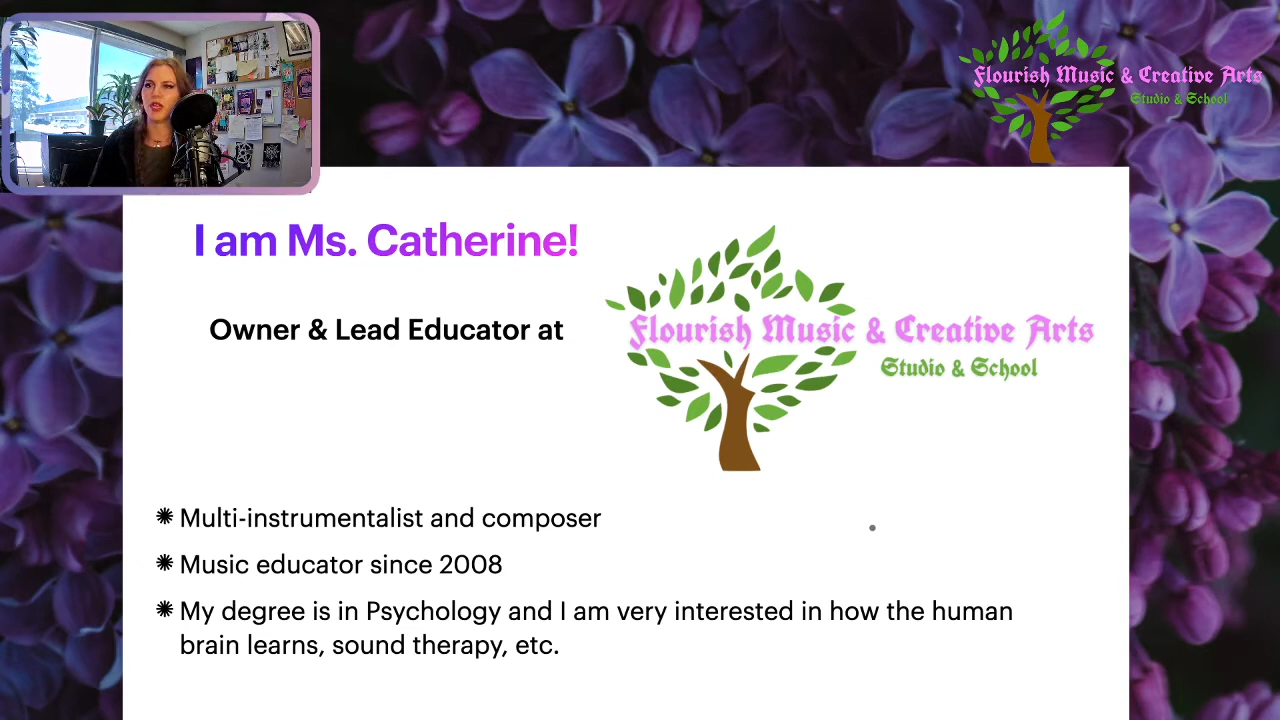 Flourish Music & Creative Arts
Studio & School
I am Ms. Catherine!
Owner & Lead Educator at
Flourish Music & Creative Arts
Studio & School
✺ Multi-instrumentalist and composer
✺ Music educator since 2008
✺ My degree is in Psychology and I am very interested in how the human
brain learns, sound therapy, etc.